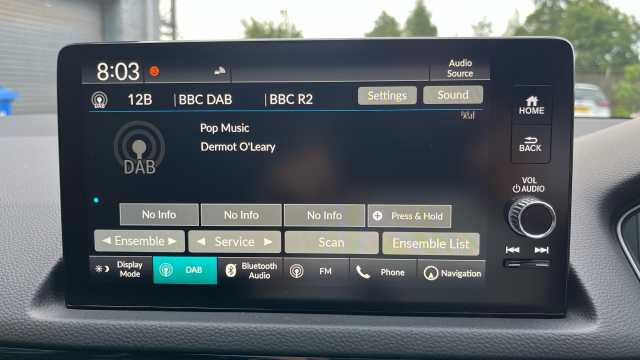 8:03
Audio
Source
DAB 12B |BBC DAB |BBC R2 Settings Sound
Pop Music
Dermot O'Leary
DAB
No Info No Info No Info Press & Hold
Ensemble Service Scan Ensemble List
Display
Mode
DAB
Bluetooth
Audio
FM
Phone
Navigation
HOME
BACK
VOL
AUDIO